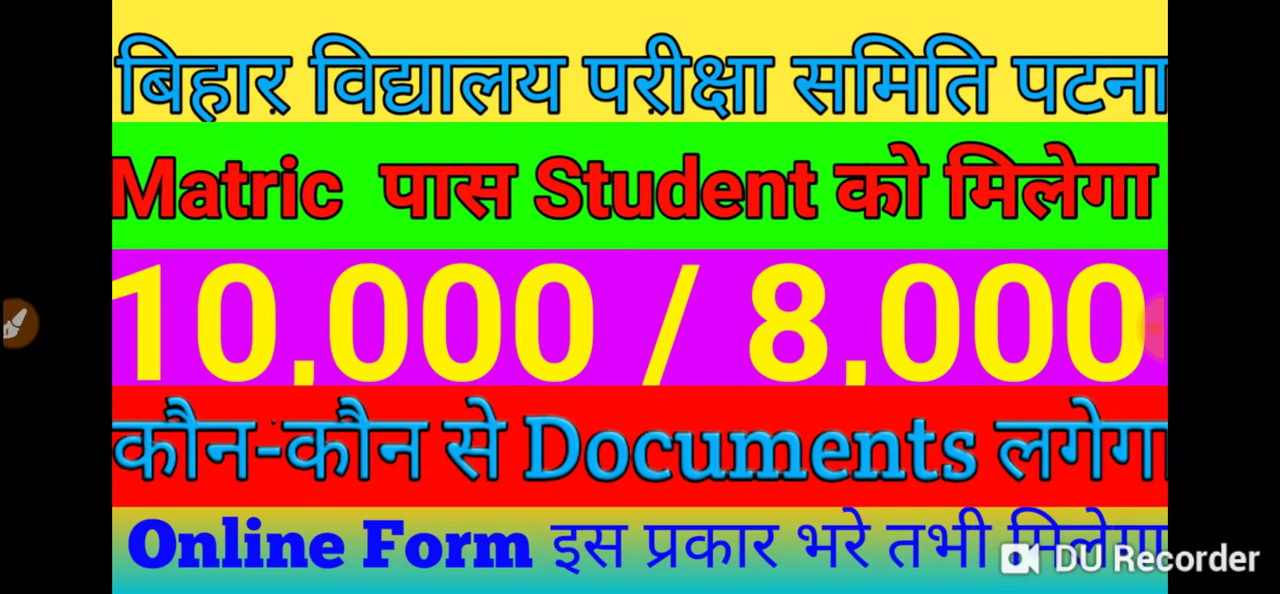 बिहार विद्यालय परीक्षा समिति पटना
Matric पास Student को मिलेगा
10,000 / 8,000
कौन-कौन से Documents लगेगा
Online Form इस प्रकार भरे तभी मिलेगा
DU Recorder